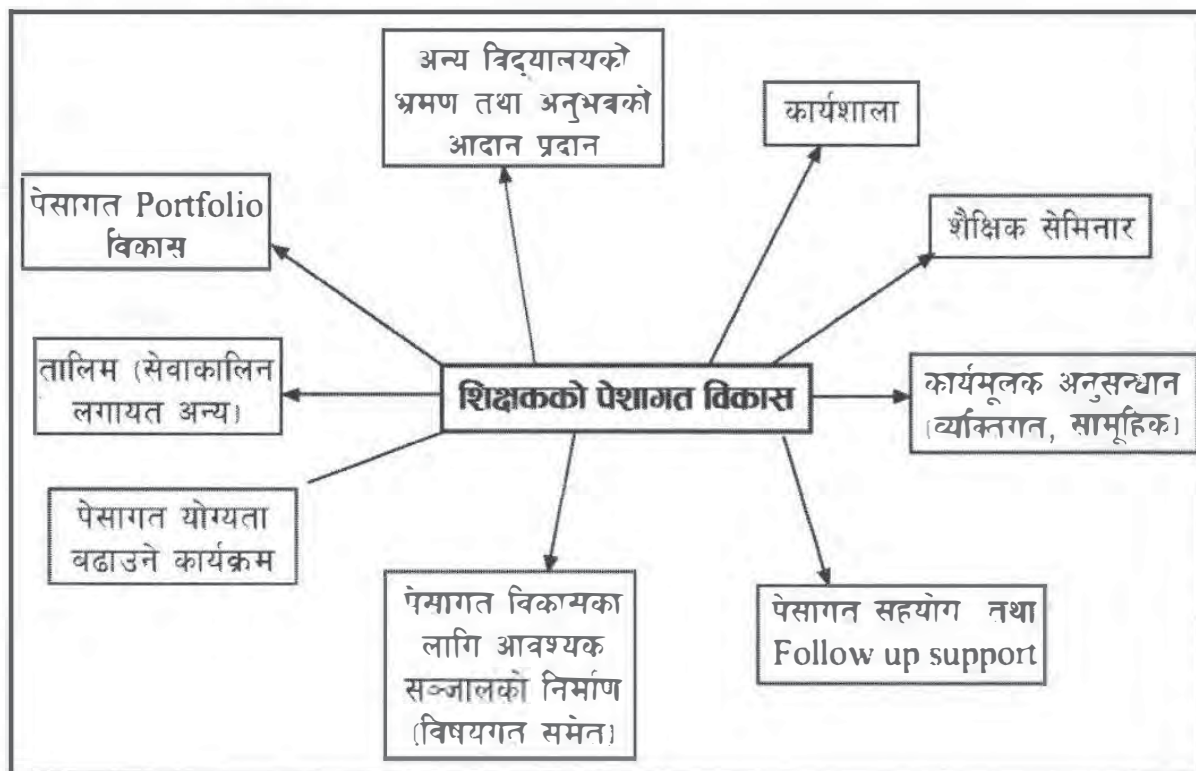 अन्य विद्यालयको
भ्रमण तथा अनुभवको
आदान प्रदान
कार्यशाला
पेसागत Portfolio
विकास
शैक्षिक सेमिनार
तालिम (सेवाकालिन
लगायत अन्य)
शिक्षकको पेशागत विकास
कार्यमूलक अनुसन्धान
(व्यक्तिगत, सामूहिक)
पेसागत योग्यता
बढाउने कार्यक्रम
पेसागत विकासका
लागि आवश्यक
सञ्जालको निर्माण
(विषयगत समेत)
पेसागत सहयोग तथा
Follow up support